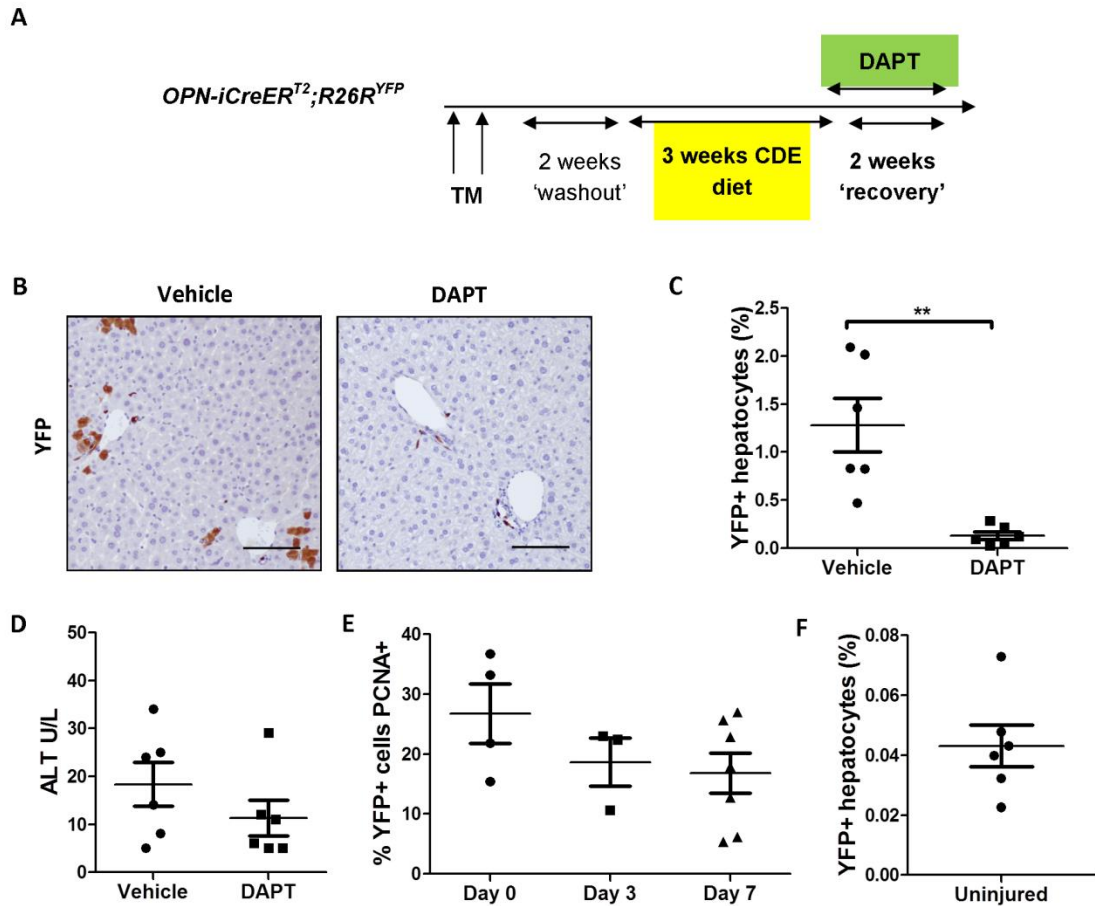 A
OPN-iCreER^T2;R26R^YFP
DAPT
TM
2 weeks
‘washout’
3 weeks CDE
diet
2 weeks
‘recovery’
B
Vehicle
DAPT
YFP
C
YFP+ hepatocytes (%)
2.5
2.0
1.5
1.0
0.5
0.0
**
Vehicle
DAPT
D
ALT U/L
50
40
30
20
10
0
Vehicle
DAPT
E
% YFP+ cells PCNA+
40
30
20
10
0
Day 0
Day 3
Day 7
F
YFP+ hepatocytes (%)
0.08
0.06
0.04
0.02
0.00
Uninjured